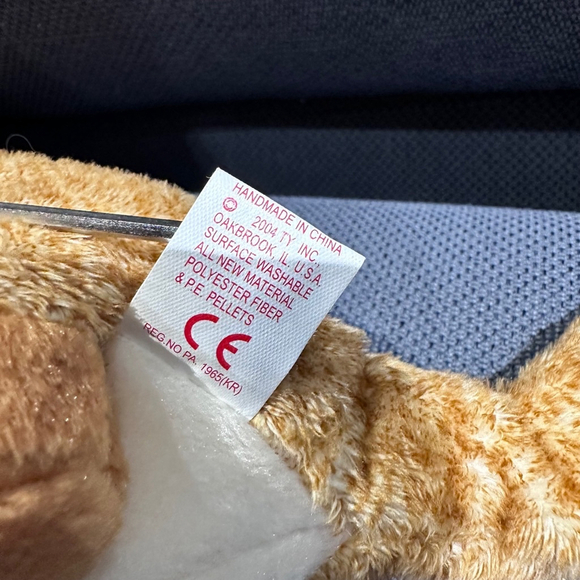 HANDMADE IN CHINA
© 2004 TY INC.,
OAKBROOK, IL U.S.A.
SURFACE WASHABLE
ALL NEW MATERIAL
POLYESTER FIBER
& P.E. PELLETS
CE
REG.NO PA. 1965(KR)